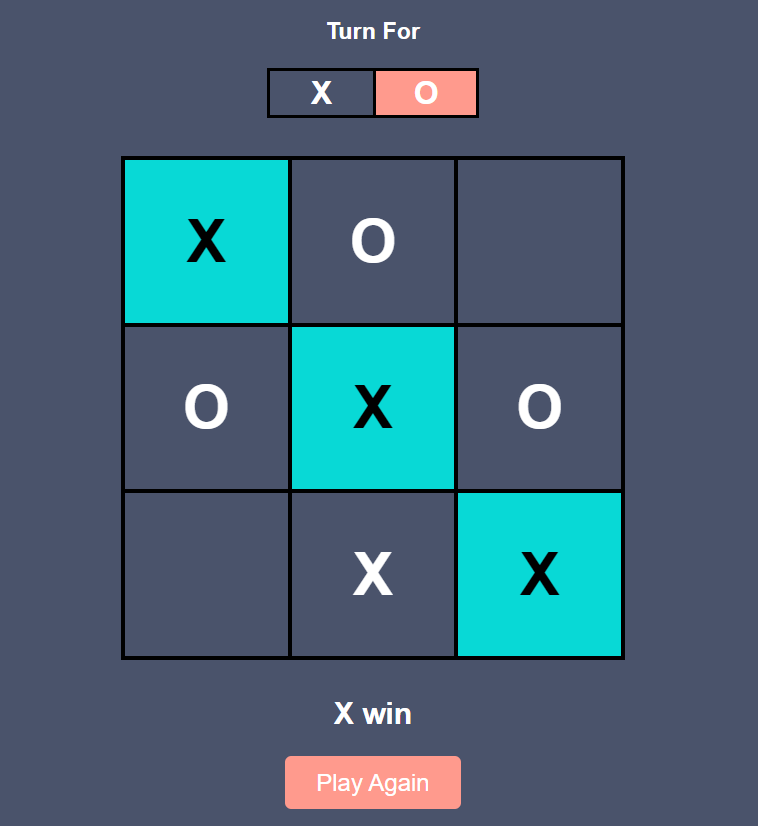 Turn For
X O
X O
O X O
X X
X win
Play Again